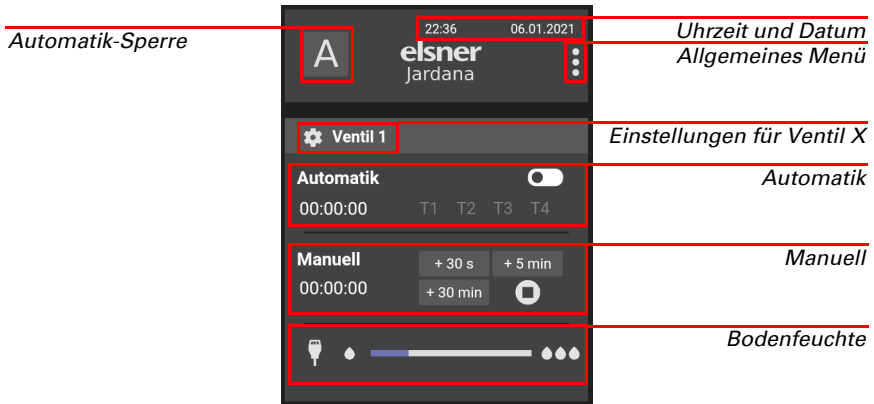 22:36 06.01.2021
Uhrzeit und Datum
Automatik-Sperre
A
elsner
Jardana
Allgemeines Menü
Ventil 1
Einstellungen für Ventil X
Automatik
Automatik
00:00:00 T1 T2 T3 T4
Manuell
+ 30 s + 5 min
Manuell
00:00:00 + 30 min
Bodenfeuchte